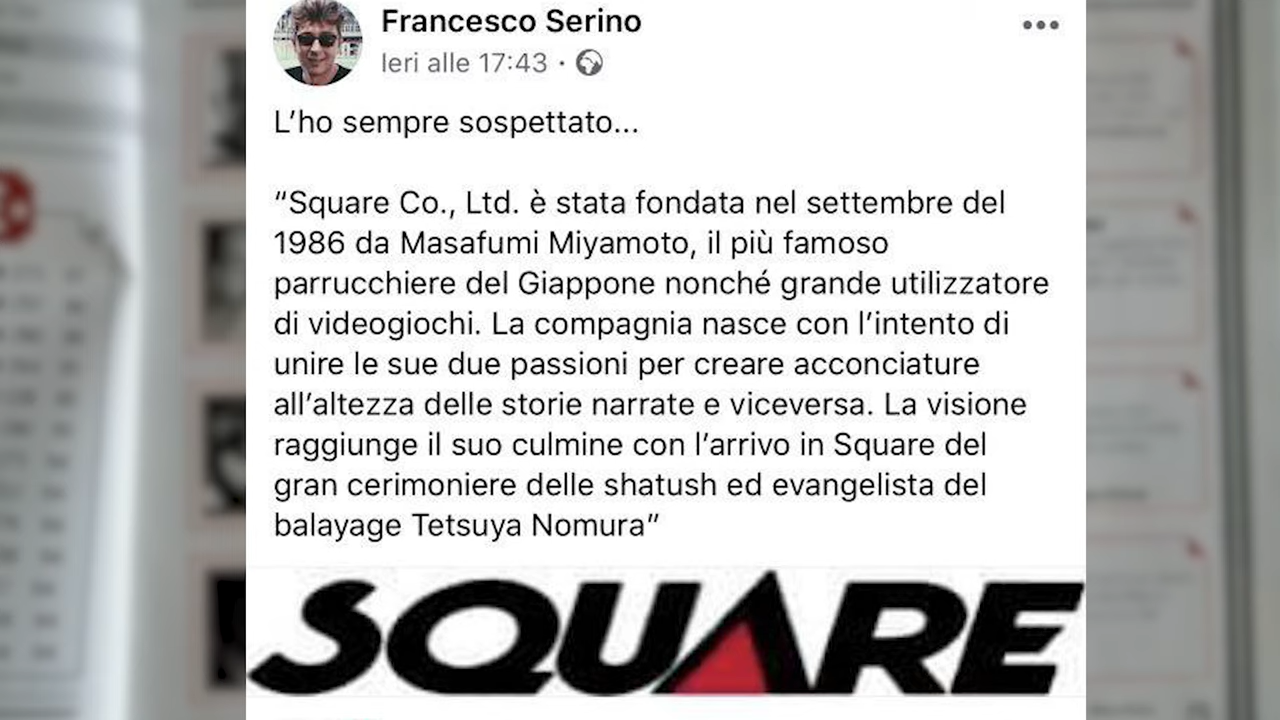 Francesco Serino
Ieri alle 17:43 ·
L’ho sempre sospettato...
“Square Co., Ltd. è stata fondata nel settembre del
1986 da Masafumi Miyamoto, il più famoso
parrucchiere del Giappone nonché grande utilizzatore
di videogiochi. La compagnia nasce con l’intento di
unire le sue due passioni per creare acconciature
all’altezza delle storie narrate e viceversa. La visione
raggiunge il suo culmine con l’arrivo in Square del
gran cerimoniere delle shatush ed evangelista del
balayage Tetsuya Nomura”
SQUARE